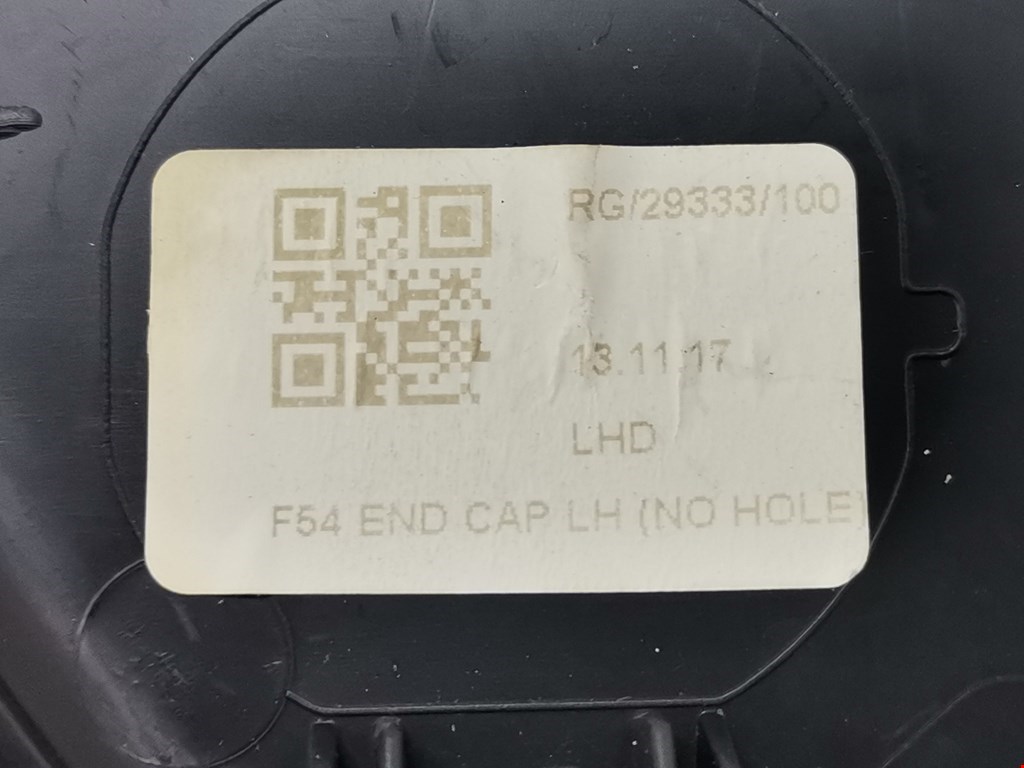 RG/29333/100
13.11.17
LHD
F54 END CAP LH (NO HOLE)